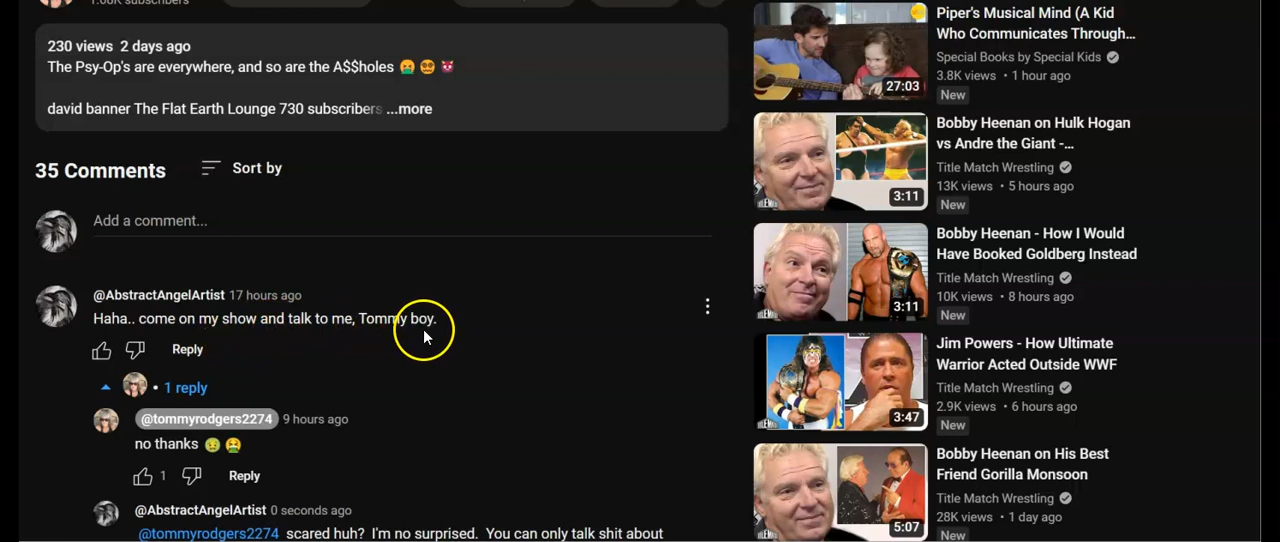 230 views 2 days ago
The Psy-Op's are everywhere, and so are the A$$holes 🤮 😵‍💫 👿
david banner The Flat Earth Lounge 730 subscribers ...more
35 Comments
Sort by
Add a comment...
@AbstractAngelArtist 17 hours ago
Haha.. come on my show and talk to me, Tommy boy.
Reply
• 1 reply
@tommyrodgers2274 9 hours ago
no thanks 🤢 🤮
1 Reply
@AbstractAngelArtist 0 seconds ago
@tommyrodgers2274 scared huh? I'm no surprised. You can only talk shit about
Piper's Musical Mind (A Kid
Who Communicates Through...
Special Books by Special Kids
3.8K views • 1 hour ago
New
27:03
Bobby Heenan on Hulk Hogan
vs Andre the Giant -...
Title Match Wrestling
13K views • 5 hours ago
New
3:11
Bobby Heenan - How I Would
Have Booked Goldberg Instead
Title Match Wrestling
10K views • 8 hours ago
New
3:11
Jim Powers - How Ultimate
Warrior Acted Outside WWF
Title Match Wrestling
2.9K views • 6 hours ago
New
3:47
Bobby Heenan on His Best
Friend Gorilla Monsoon
Title Match Wrestling
28K views • 1 day ago
New
5:07